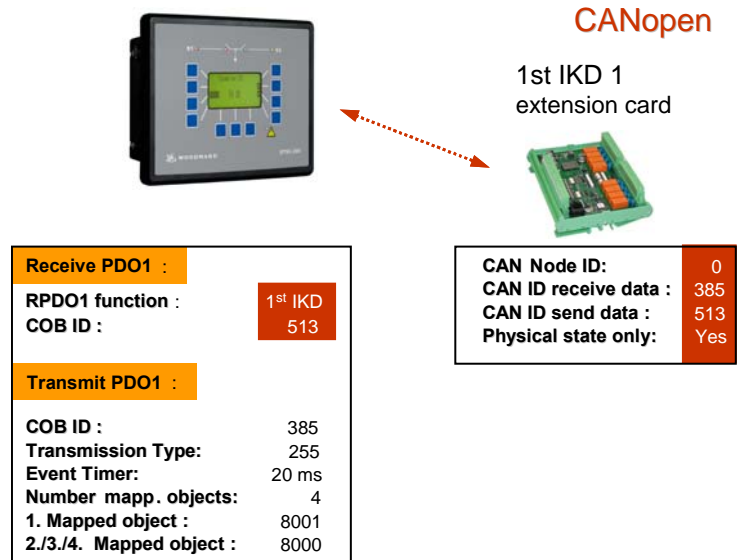 CANopen
1st IKD 1
extension card
WOODWARD
Receive PDO1 :
RPDO1 function : 1st IKD
COB ID : 513
Transmit PDO1 :
COB ID : 385
Transmission Type: 255
Event Timer: 20 ms
Number mapp. objects: 4
1. Mapped object : 8001
2./3./4. Mapped object : 8000
CAN Node ID: 0
CAN ID receive data : 385
CAN ID send data : 513
Physical state only: Yes